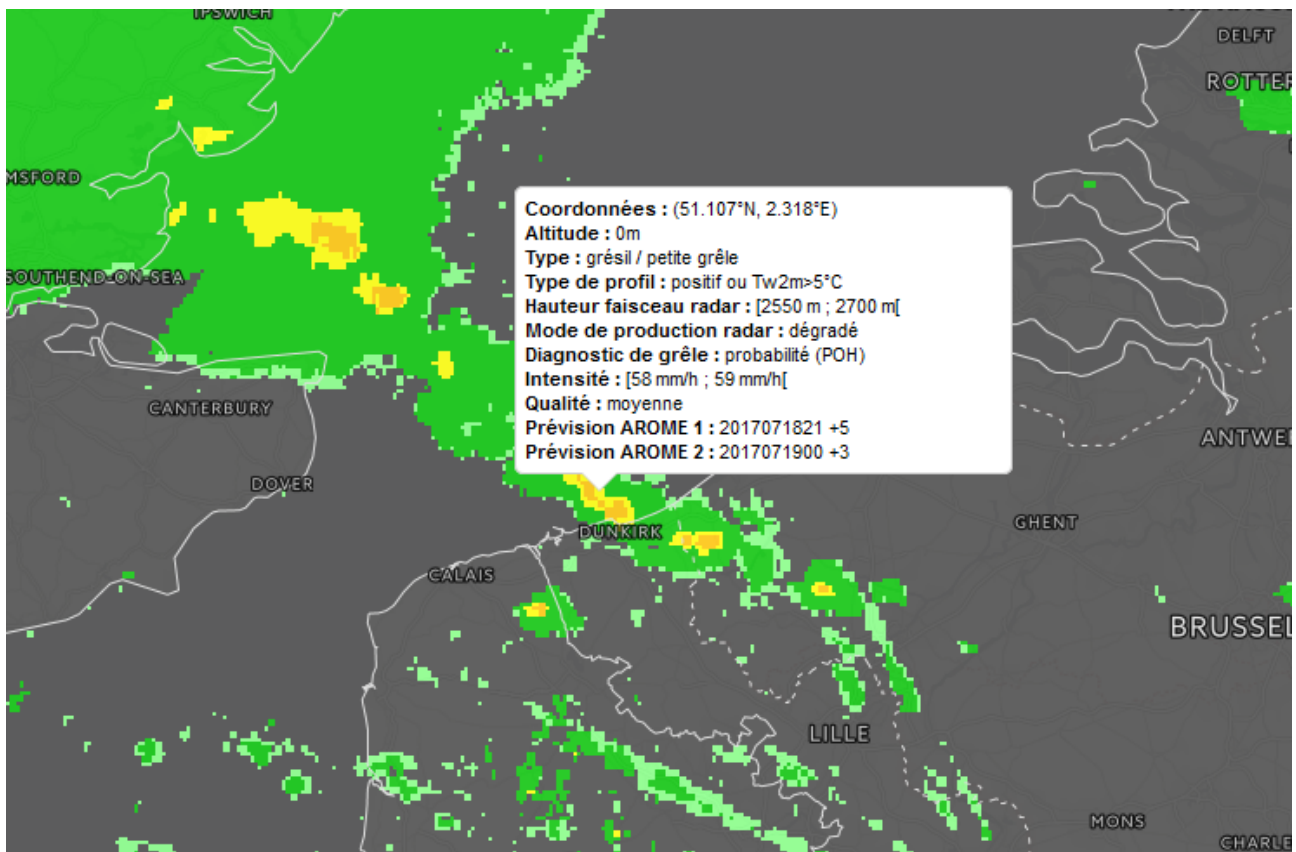 IPSWICH
DELFT
ROTTER
MSFORD
SOUTHEND-ON-SEA
Coordonnées : (51.107°N, 2.318°E)
Altitude : 0m
Type : grésil / petite grêle
Type de profil : positif ou Tw2m>5°C
Hauteur faisceau radar : [2550 m ; 2700 m[
Mode de production radar : dégradé
Diagnostic de grêle : probabilité (POH)
Intensité : [58 mm/h ; 59 mm/h[
Qualité : moyenne
Prévision AROME 1 : 2017071821 +5
Prévision AROME 2 : 2017071900 +3
CANTERBURY
ANTWE
DOVER
GHENT
DUNKIRK
CALAIS
BRUSSEL
LILLE
MONS
CHARLE